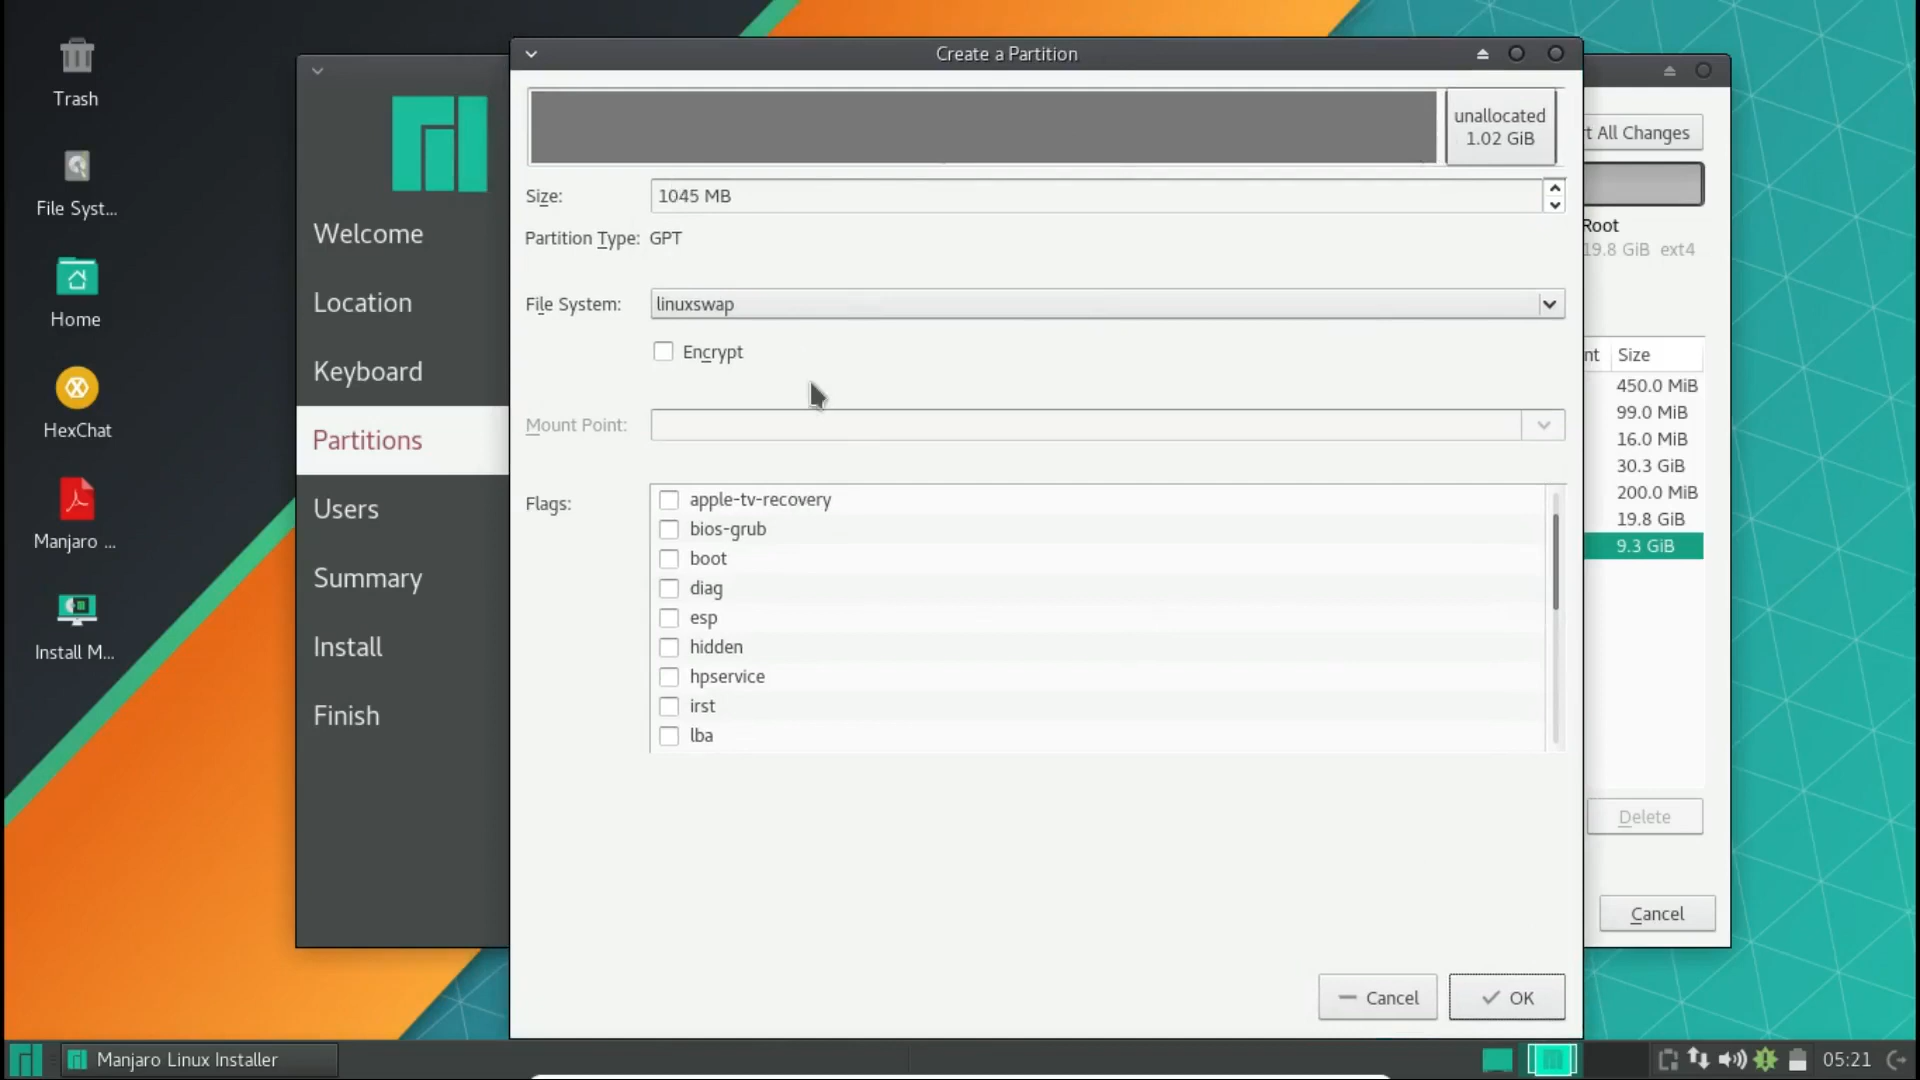 Trash
File Syst...
Home
HexChat
Manjaro ...
Install M...
Welcome
Location
Keyboard
Partitions
Users
Summary
Install
Finish
Create a Partition
unallocated
1.02 GiB
Size:
1045 MB
Partition Type: GPT
File System:
linuxswap
Encrypt
Mount Point:
Flags:
apple-tv-recovery
bios-grub
boot
diag
esp
hidden
hpservice
irst
lba
Cancel
OK
t All Changes
Root
19.8 GiB ext4
nt Size
450.0 MiB
99.0 MiB
16.0 MiB
30.3 GiB
200.0 MiB
19.8 GiB
9.3 GiB
Delete
Cancel
Manjaro Linux Installer
05:21